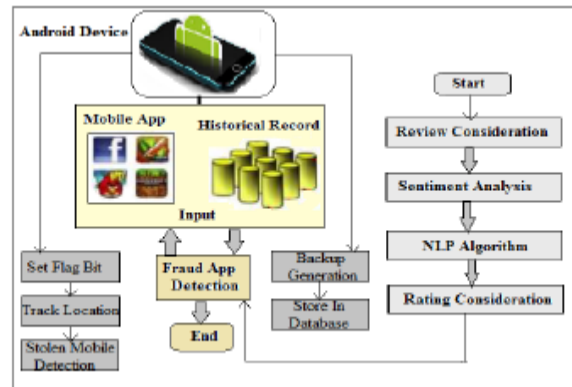 Android Device
Mobile App
Historical Record
Input
Set Flag Bit
Track Location
Stolen Mobile
Detection
Fraud App
Detection
End
Backup
Generation
Store In
Database
Start
Review Consideration
Sentiment Analysis
NLP Algorithm
Rating Consideration